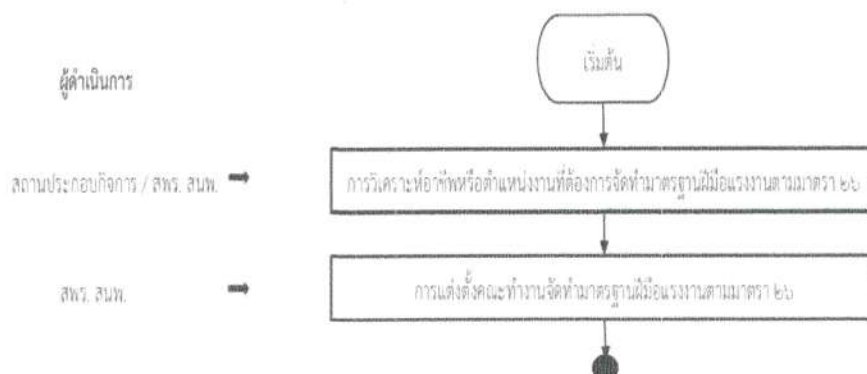 เริ่มต้น
ผู้ดำเนินการ
สถานประกอบกิจการ / สพร. สนพ.
การวิเคราะห์อาชีพหรือตำแหน่งงานที่ต้องการจัดทำมาตรฐานฝีมือแรงงานตามมาตรา ๒๖
สพร. สนพ.
การแต่งตั้งคณะทำงานจัดทำมาตรฐานฝีมือแรงงานตามมาตรา ๒๖